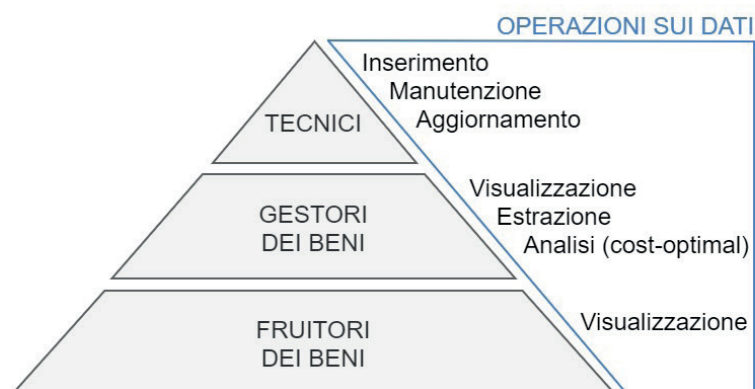 OPERAZIONI SUI DATI
Inserimento
Manutenzione
Aggiornamento
TECNICI
Visualizzazione
Estrazione
Analisi (cost-optimal)
GESTORI
DEI BENI
Visualizzazione
FRUITORI
DEI BENI